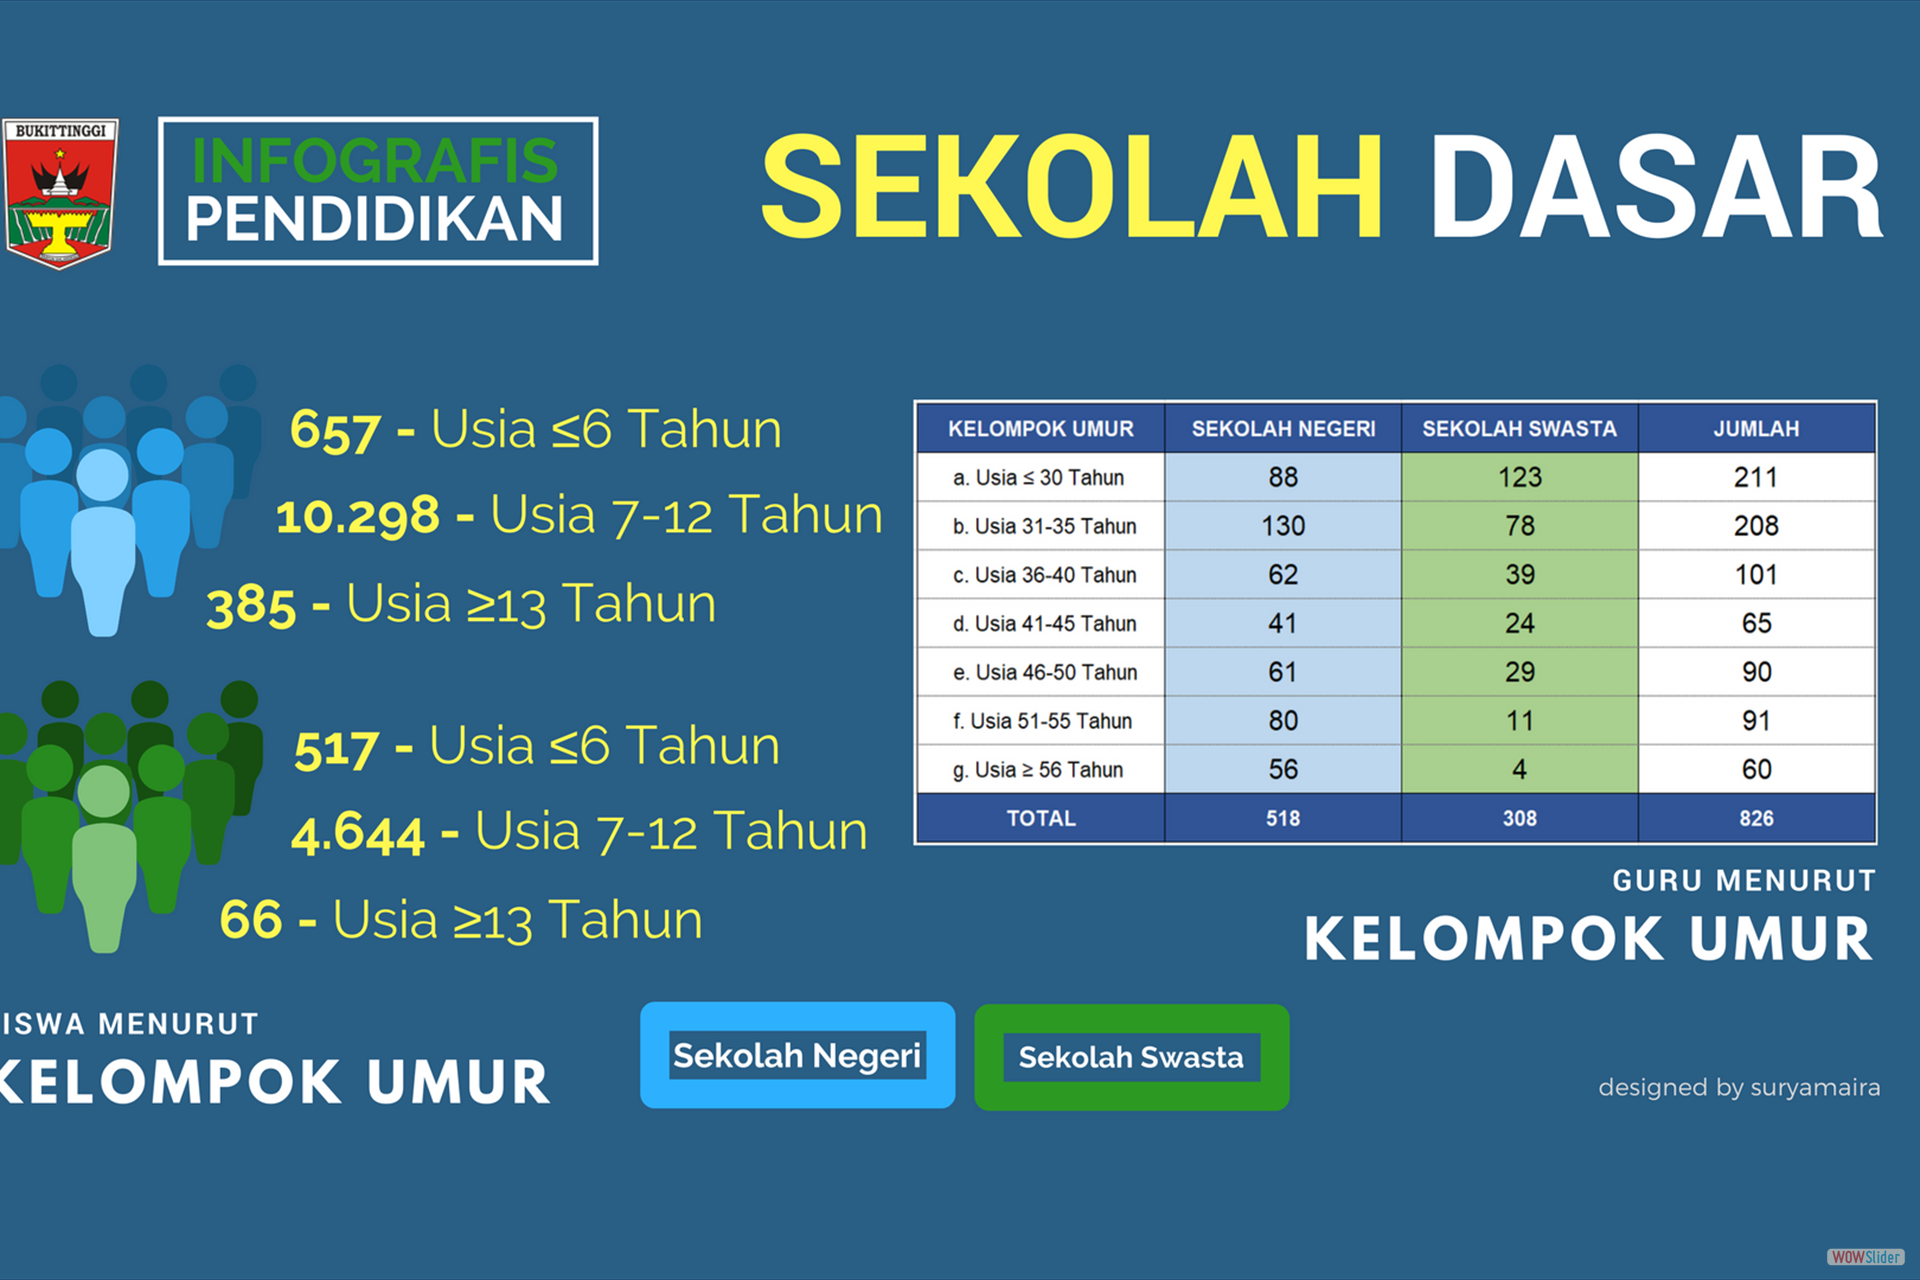 BUKITTINGGI
INFOGRAFIS
PENDIDIKAN
SEKOLAH DASAR
657 - Usia ≤6 Tahun
10.298 - Usia 7-12 Tahun
385 - Usia ≥13 Tahun
517 - Usia ≤6 Tahun
4.644 - Usia 7-12 Tahun
66 - Usia ≥13 Tahun
ISWA MENURUT
KELOMPOK UMUR
KELOMPOK UMUR SEKOLAH NEGERI SEKOLAH SWASTA JUMLAH
a. Usia ≤ 30 Tahun 88 123 211
b. Usia 31-35 Tahun 130 78 208
c. Usia 36-40 Tahun 62 39 101
d. Usia 41-45 Tahun 41 24 65
e. Usia 46-50 Tahun 61 29 90
f. Usia 51-55 Tahun 80 11 91
g. Usia ≥ 56 Tahun 56 4 60
TOTAL 518 308 826
GURU MENURUT
KELOMPOK UMUR
Sekolah Negeri
Sekolah Swasta
designed by suryamaira
WOWSlider